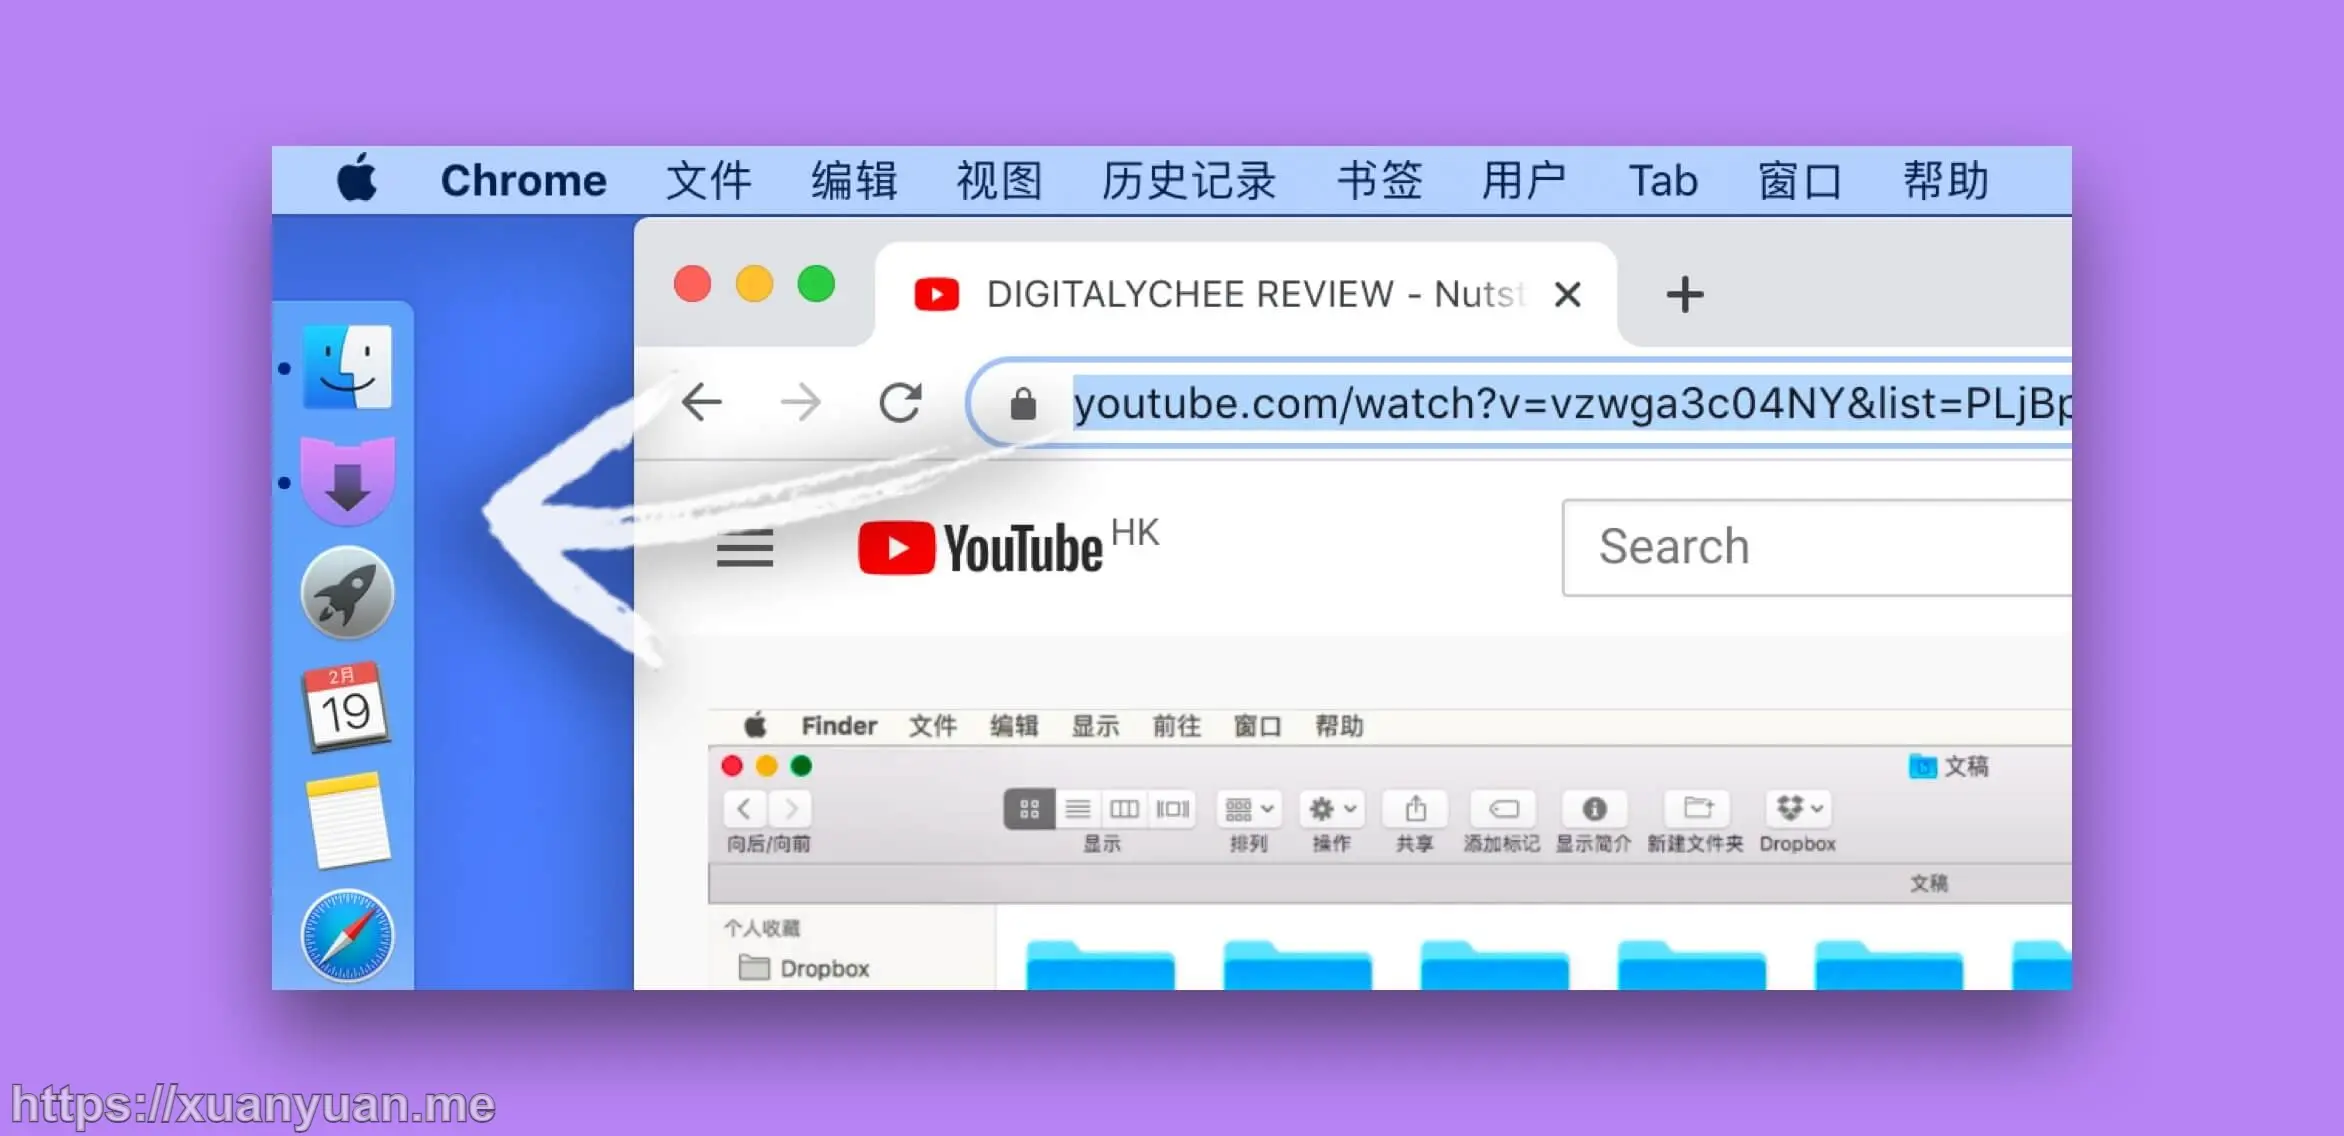 Chrome 文件 编辑 视图 历史记录 书签 用户 Tab 窗口 帮助
DIGITALYCHEE REVIEW - Nutst
youtube.com/watch?v=vzwga3c04NY&list=PLjBp
YouTube HK
Search
2月
19
Finder 文件 编辑 显示 前往 窗口 帮助
文稿
向后/向前 显示 排列 操作 共享 添加标记 显示简介 新建文件夹 Dropbox
文稿
个人收藏
Dropbox
https://xuanyuan.me